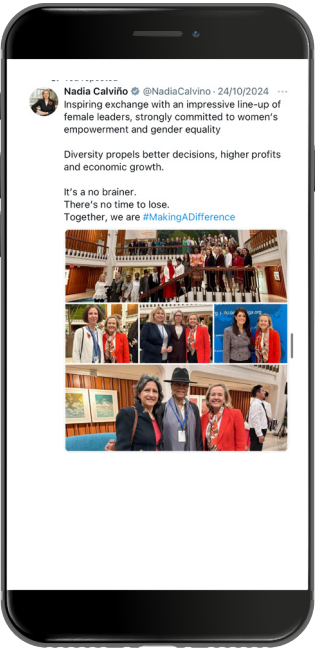 Nadia Calviño @NadiaCalvino · 24/10/2024 ···
Inspiring exchange with an impressive line-up of
female leaders, strongly committed to women's
empowerment and gender equality
Diversity propels better decisions, higher profits
and economic growth.
It's a no brainer.
There's no time to lose.
Together, we are #MakingADifference